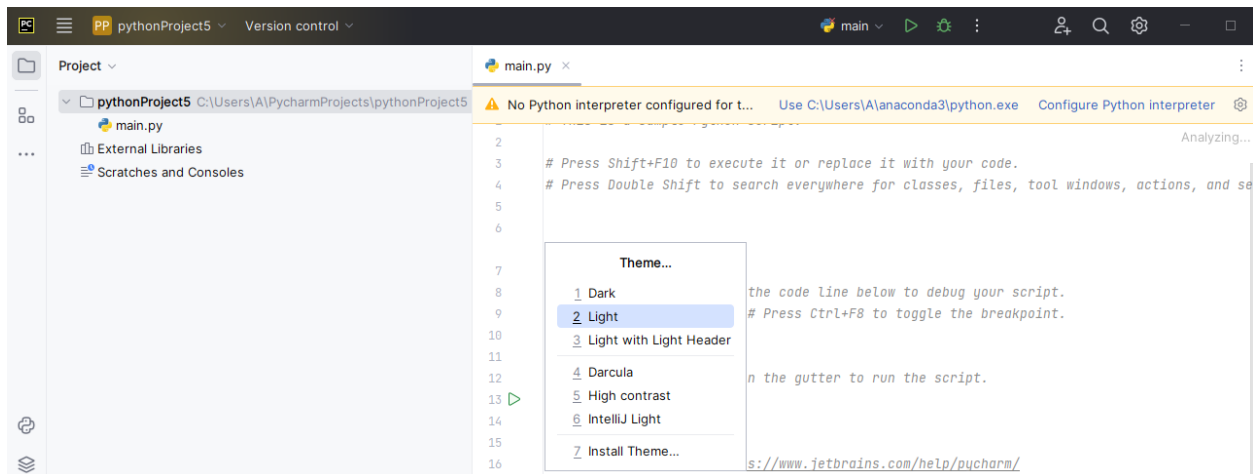 PC PP pythonProject5 Version control main
Project
main.py
pythonProject5 C:\Users\A\PycharmProjects\pythonProject5
main.py
External Libraries
Scratches and Consoles
No Python interpreter configured for t... Use C:\Users\A\anaconda3\python.exe Configure Python interpreter
Analyzing...
2
3 # Press Shift+F10 to execute it or replace it with your code.
4 # Press Double Shift to search everywhere for classes, files, tool windows, actions, and se
5
6
7
8 the code line below to debug your script.
9 # Press Ctrl+F8 to toggle the breakpoint.
10
11
12 n the gutter to run the script.
13
14
15
16 s://www.jetbrains.com/help/pycharm/
Theme...
1 Dark
2 Light
3 Light with Light Header
4 Darcula
5 High contrast
6 IntelliJ Light
7 Install Theme...